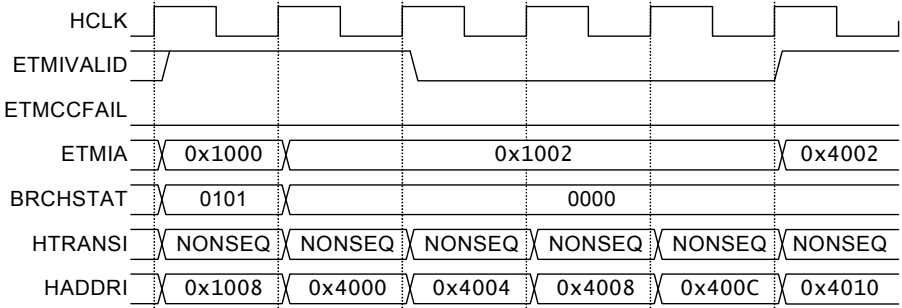 HCLK
ETMIVALID
ETMCCFAIL
ETMIA 0x1000 0x1002 0x4002
BRCHSTAT 0101 0000
HTRANSI NONSEQ NONSEQ NONSEQ NONSEQ NONSEQ NONSEQ
HADDRI 0x1008 0x4000 0x4004 0x4008 0x400C 0x4010